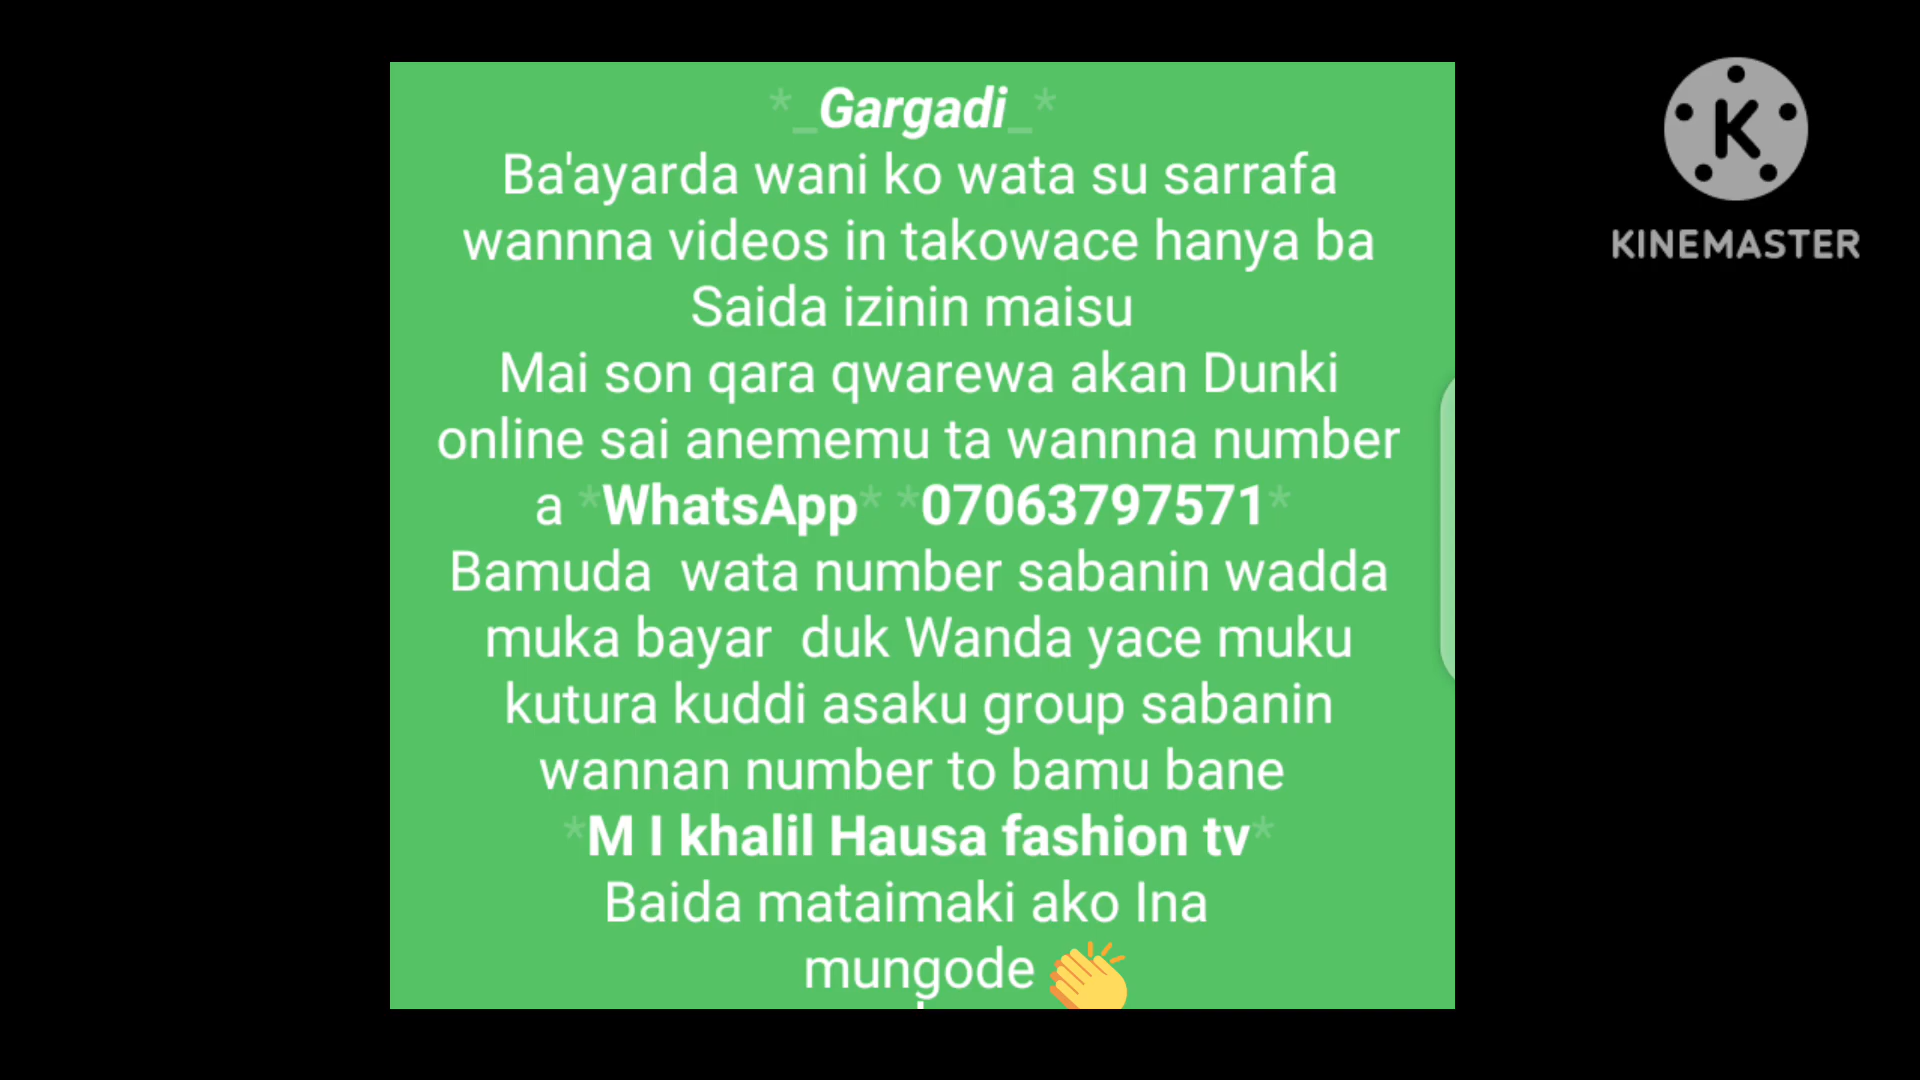 *_Gargadi_*
Ba'ayarda wani ko wata su sarrafa
wannna videos in takowace hanya ba
Saida izinin maisu
Mai son qara qwarewa akan Dunki
online sai anememu ta wannna number
a *WhatsApp* *07063797571*
Bamuda  wata number sabanin wadda
muka bayar  duk Wanda yace muku
kutura kuddi asaku group sabanin
wannan number to bamu bane
*M I khalil Hausa fashion tv*
Baida mataimaki ako Ina
mungode 👏
KINEMASTER